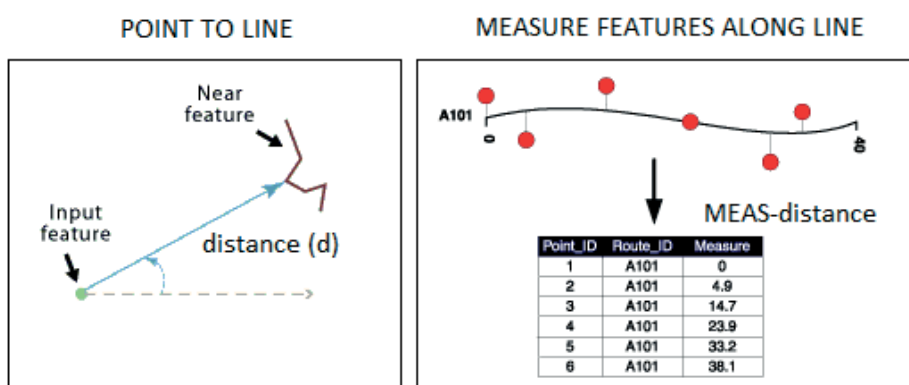 POINT TO LINE
MEASURE FEATURES ALONG LINE
Near
feature
Input
feature
distance (d)
A101
0
40
MEAS-distance
Point_ID Route_ID Measure
1 A101 0
2 A101 4.9
3 A101 14.7
4 A101 23.9
5 A101 33.2
6 A101 38.1